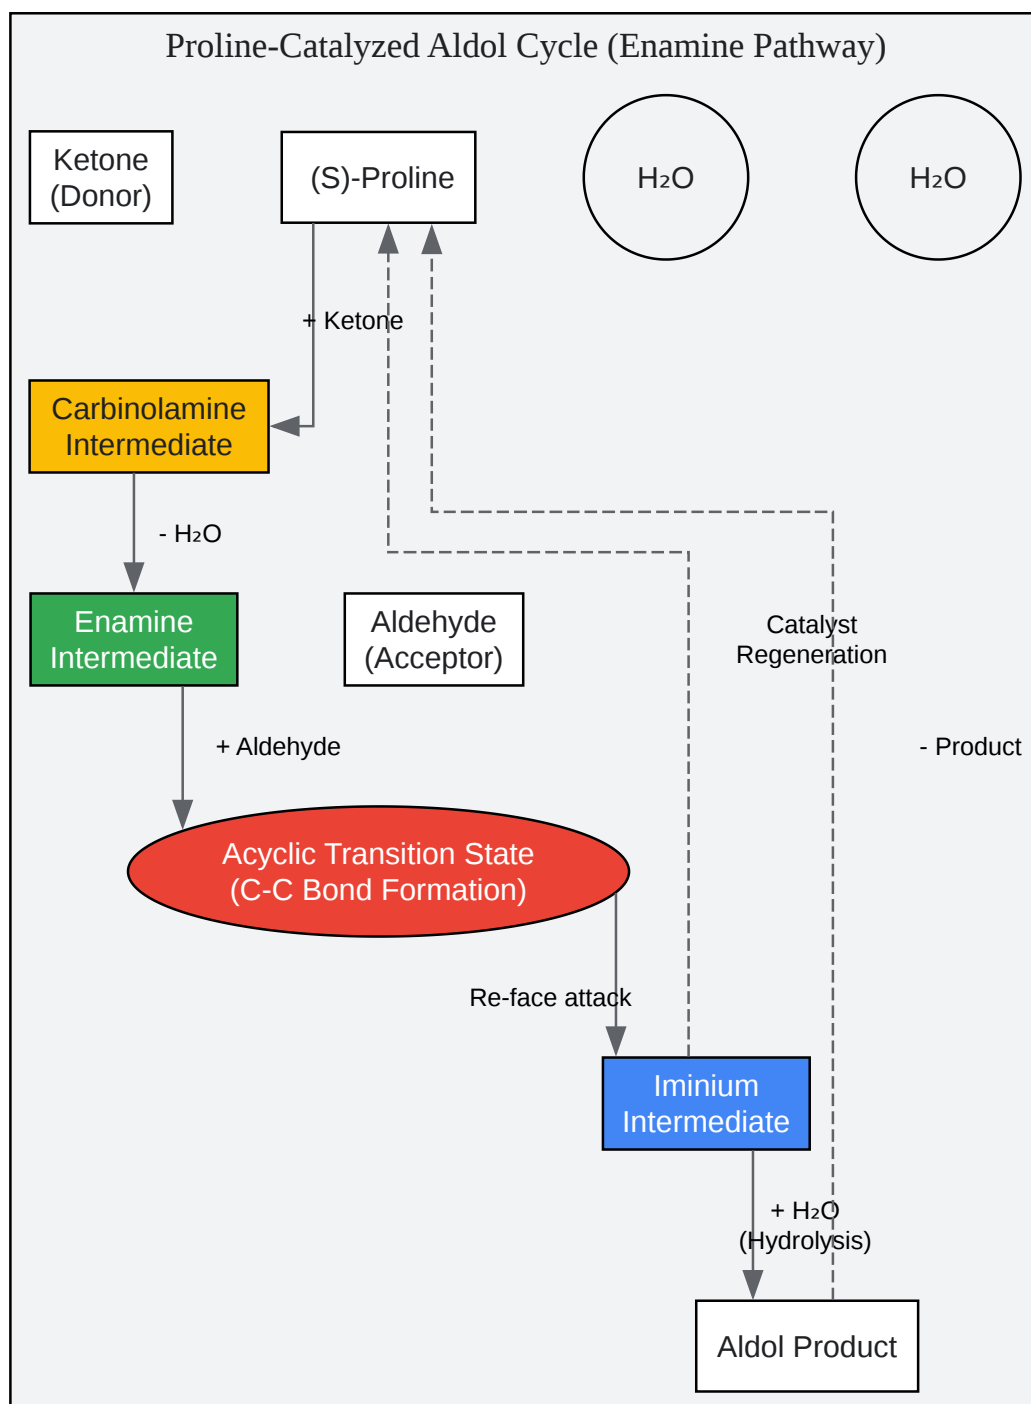 Proline-Catalyzed Aldol Cycle (Enamine Pathway)
Ketone
(Donor)
(S)-Proline
H₂O
H₂O
+ Ketone
Carbinolamine
Intermediate
- H₂O
Enamine
Intermediate
Aldehyde
(Acceptor)
Catalyst
Regeneration
+ Aldehyde
- Product
Acyclic Transition State
(C-C Bond Formation)
Re-face attack
Iminium
Intermediate
+ H₂O
(Hydrolysis)
Aldol Product